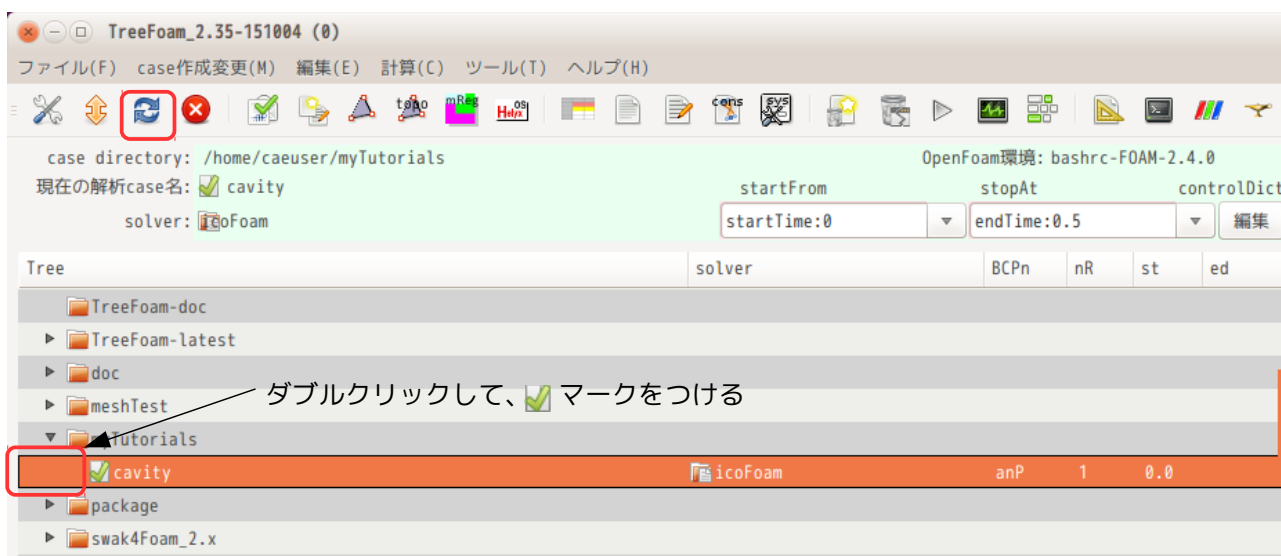 TreeFoam_2.35-151004 (0)
ファイル(F) case作成変更(M) 編集(E) 計算(C) ツール(T) ヘルプ(H)
topo mReg OS Helyx cons sys
case directory: /home/caeuser/myTutorials OpenFoam環境: bashrc-FOAM-2.4.0
現在の解析case名: cavity startFrom stopAt controlDict
solver: icoFoam startTime:0 endTime:0.5 編集
Tree solver BCPn nR st ed
TreeFoam-doc
TreeFoam-latest
doc
ダブルクリックして、 マークをつける
meshTest
myTutorials
cavity icoFoam anP 1 0.0
package
swak4Foam_2.x